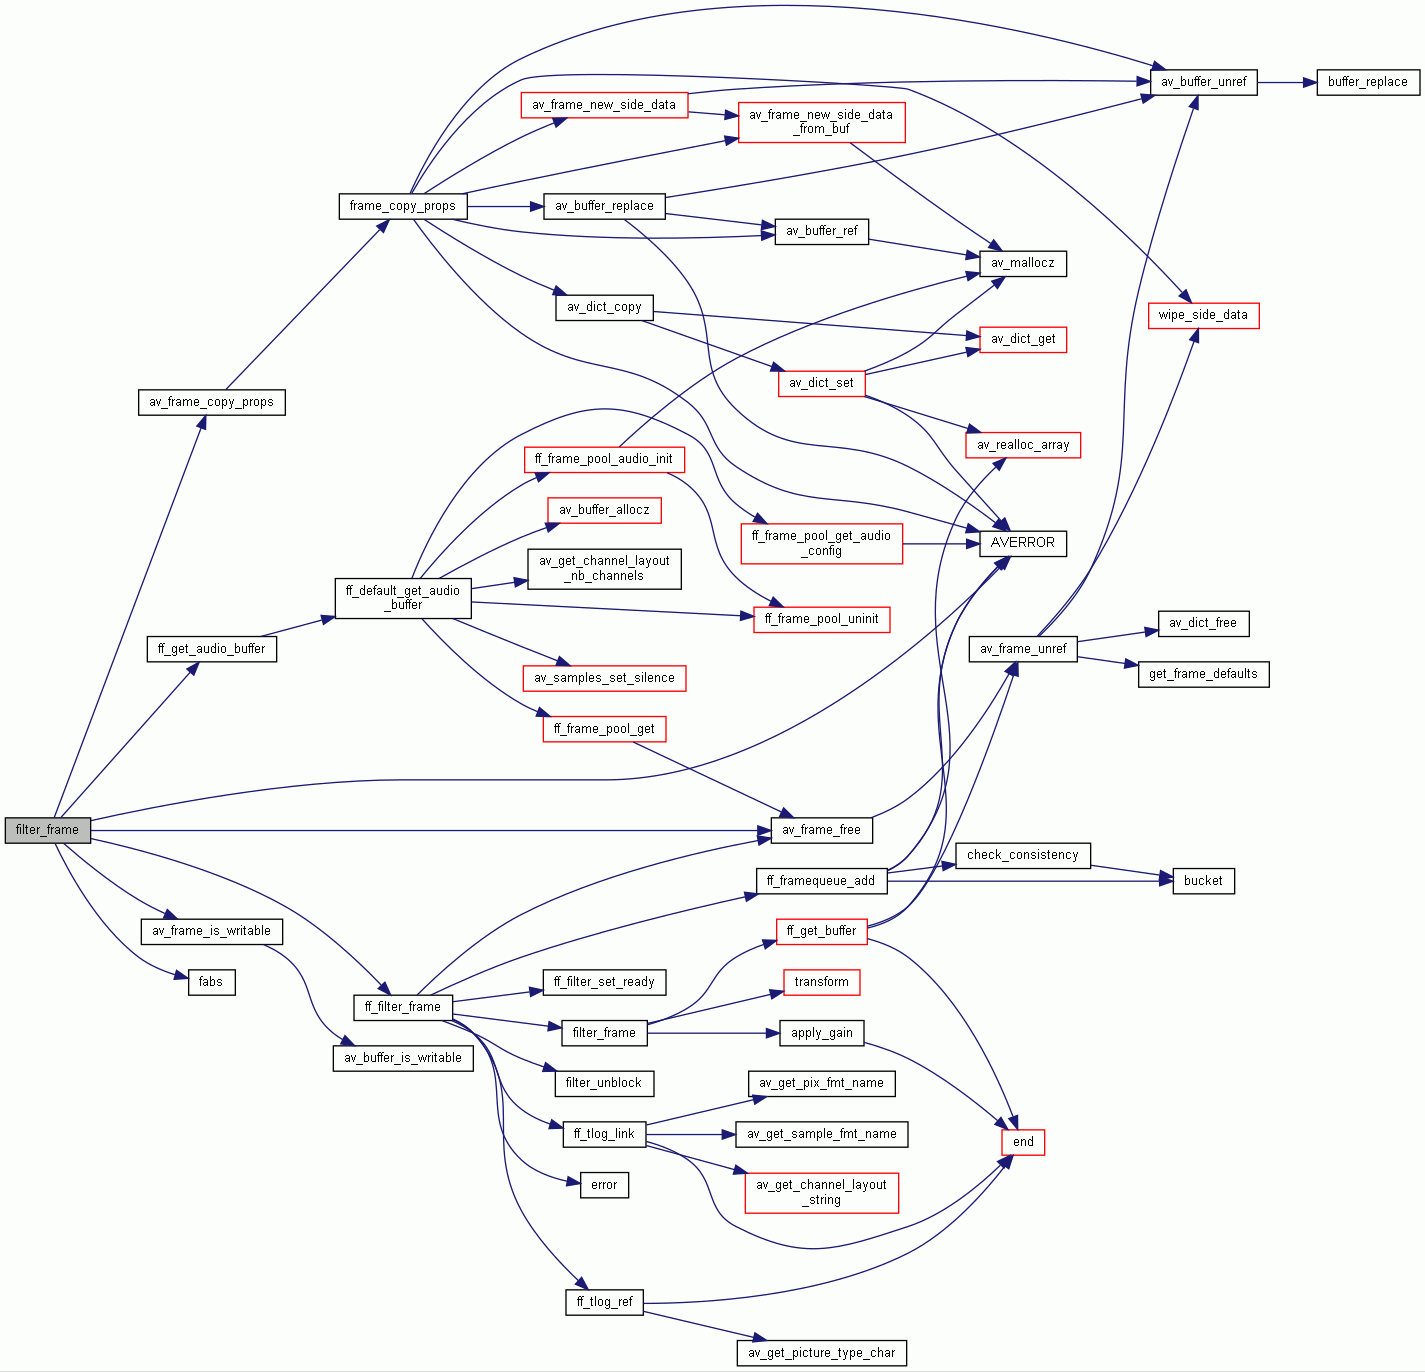 av_buffer_unref
buffer_replace
av_frame_new_side_data
av_frame_new_side_data
_from_buf
frame_copy_props
av_buffer_replace
av_buffer_ref
av_mallocz
av_dict_copy
wipe_side_data
av_dict_get
av_dict_set
av_frame_copy_props
av_realloc_array
ff_frame_pool_audio_init
av_buffer_allocz
ff_frame_pool_get_audio
_config
AVERROR
av_get_channel_layout
_nb_channels
ff_default_get_audio
_buffer
ff_frame_pool_uninit
av_dict_free
ff_get_audio_buffer
av_frame_unref
get_frame_defaults
av_samples_set_silence
ff_frame_pool_get
filter_frame
av_frame_free
check_consistency
ff_framequeue_add
bucket
av_frame_is_writable
ff_get_buffer
fabs
ff_filter_set_ready
transform
ff_filter_frame
filter_frame
apply_gain
av_buffer_is_writable
filter_unblock
av_get_pix_fmt_name
ff_tlog_link
av_get_sample_fmt_name
end
error
av_get_channel_layout
_string
ff_tlog_ref
av_get_picture_type_char